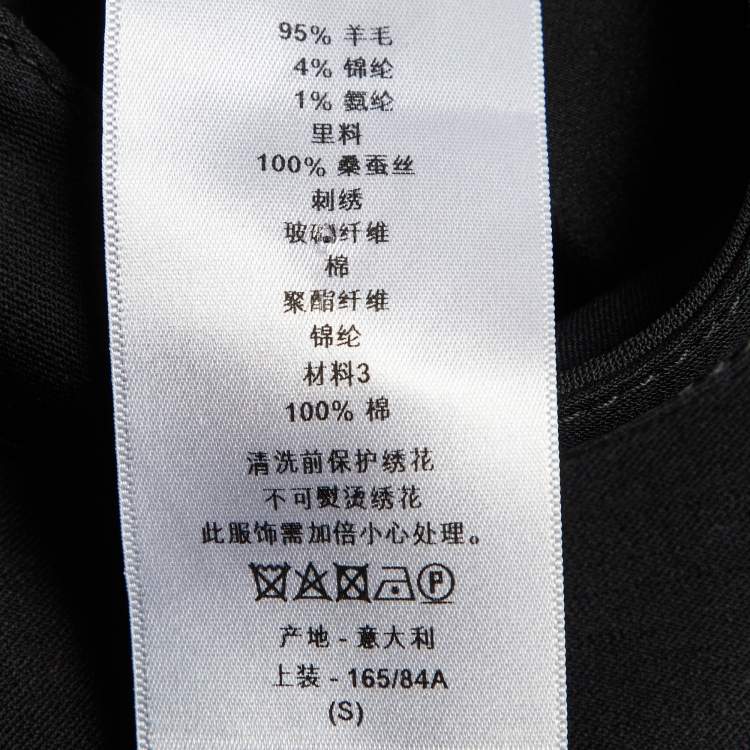 95% 羊毛
4% 锦纶
1% 氨纶
里料
100% 桑蚕丝
刺绣
玻纤维
棉
聚酯纤维
锦纶
材料3
100% 棉
清洗前保护绣花
不可熨烫绣花
此服饰需加倍小心处理。
P
产地 - 意大利
上装 - 165/84A
(S)